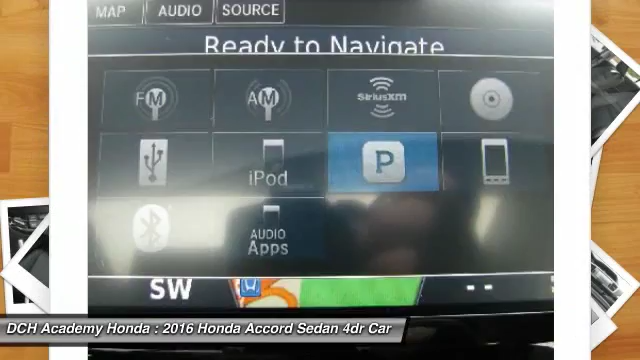 MAP AUDIO SOURCE
Ready to Navigate
FM AM SIRIUSXM
iPod P
AUDIO
Apps
SW --
DCH Academy Honda : 2016 Honda Accord Sedan 4dr Car